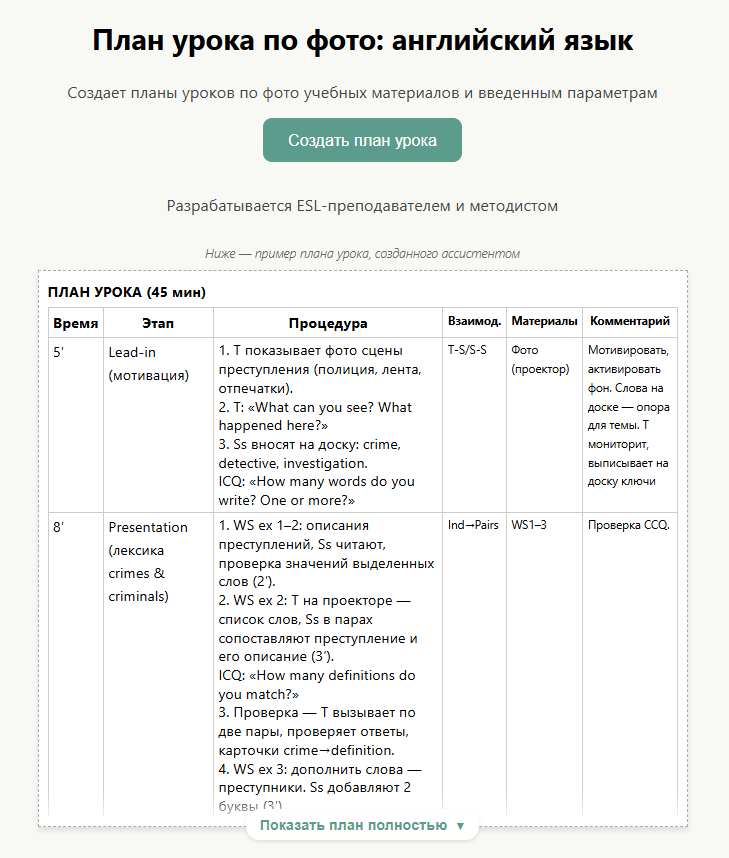 План урока по фото: английский язык
Создает планы уроков по фото учебных материалов и введенным параметрам
Создать план урока
Разрабатывается ESL-преподавателем и методистом
Ниже — пример плана урока, созданного ассистентом
ПЛАН УРОКА (45 мин)
Время Этап Процедура Взаимод. Материалы Комментарий
5′
Lead-in
(мотивация)
1. T показывает фото сцены
преступления (полиция, лента,
отпечатки).
2. T: «What can you see? What
happened here?»
3. Ss вносят на доску: crime,
detective, investigation.
ICQ: «How many words do you
write? One or more?»
T-S/S-S
Фото
(проектор)
Мотивировать,
активировать
фон. Слова на
доске — опора
для темы. T
мониторит,
выписывает на
доску ключи
8′
Presentation
(лексика
crimes &
criminals)
1. WS ex 1–2: описания
преступлений, Ss читают,
проверка значений выделенных
слов (2′).
2. WS ex 2: T на проекторе —
список слов, Ss в парах
сопоставляют преступление и
его описание (3′).
ICQ: «How many definitions do
you match?»
3. Проверка — T вызывает по
две пары, проверяет ответы,
карточки crime→definition.
4. WS ex 3: дополнить слова —
преступники. Ss добавляют 2
буквы (3′)
Ind→Pairs
WS1–3
Проверка CCQ.
Показать план полностью ▼